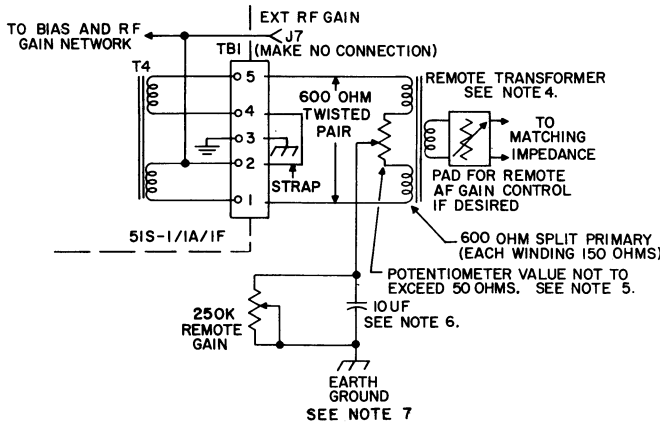 EXT RF GAIN
TO BIAS AND RF
GAIN NETWORK
J7
TB1 (MAKE NO CONNECTION)
T4
5
4
3
2
1
600 OHM
TWISTED
PAIR
STRAP
REMOTE TRANSFORMER
SEE NOTE 4.
TO
MATCHING
IMPEDANCE
PAD FOR REMOTE
AF GAIN CONTROL
IF DESIRED
51S-1/1A/1F
600 OHM SPLIT PRIMARY
(EACH WINDING 150 OHMS)
POTENTIOMETER VALUE NOT TO
EXCEED 50 OHMS. SEE NOTE 5.
250K
REMOTE
GAIN
10UF
SEE NOTE 6.
EARTH
GROUND
SEE NOTE 7